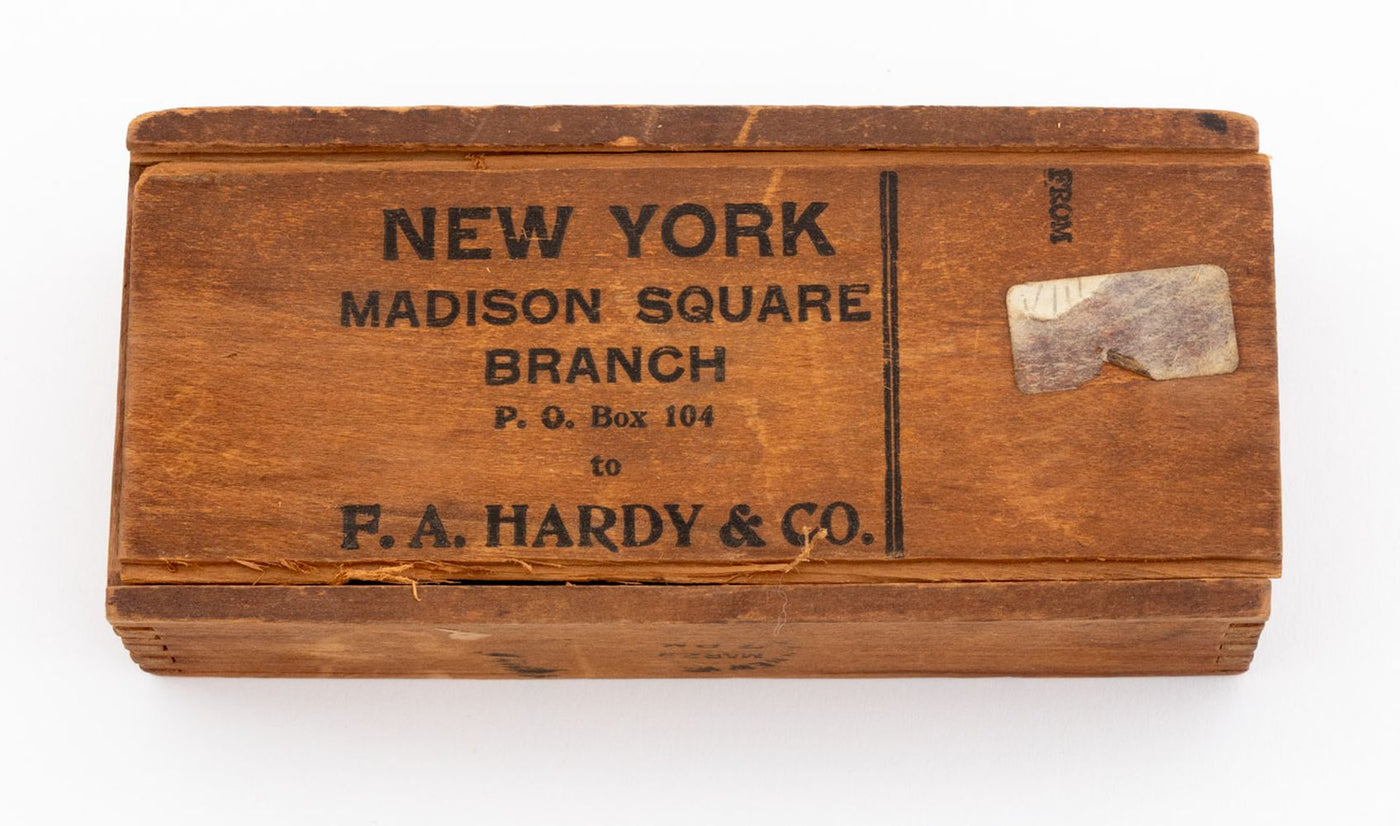 NEW YORK
MADISON SQUARE
BRANCH
P. O. Box 104
to
F. A. HARDY & CO.
FROM